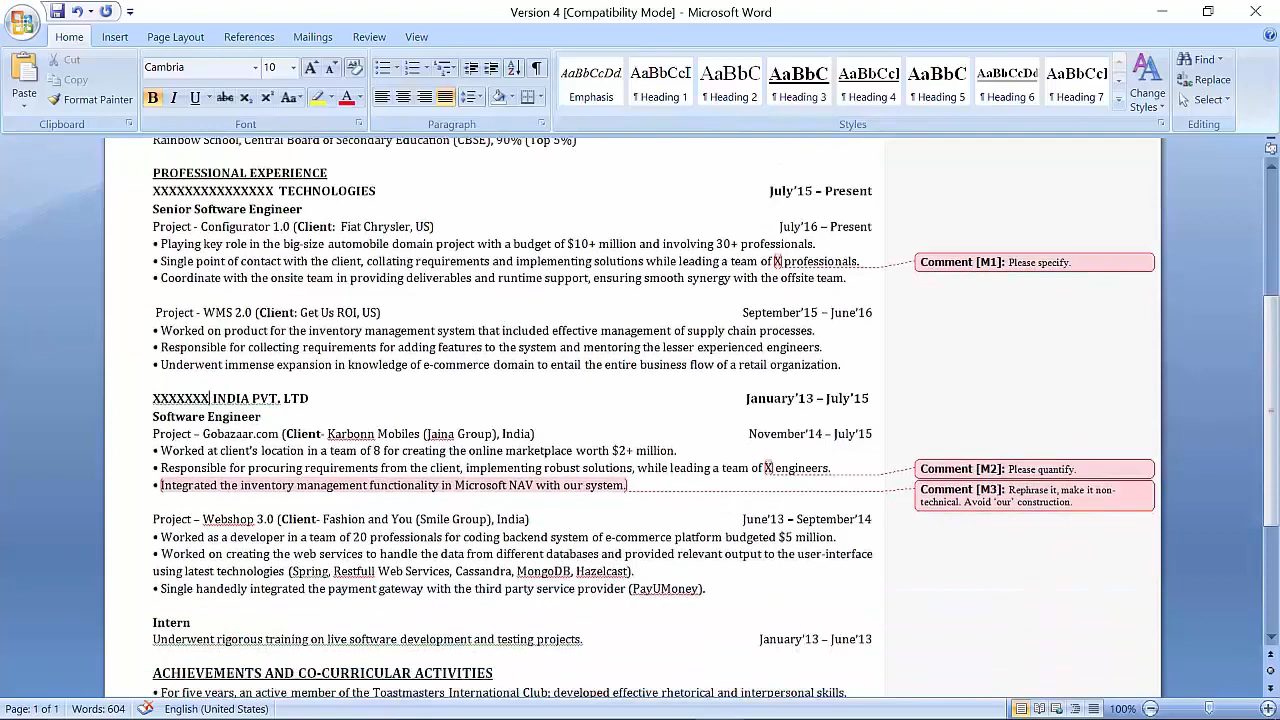 Version 4 [Compatibility Mode] - Microsoft Word
Home Insert Page Layout References Mailings Review View
Cut
Copy
Format Painter
Paste
Clipboard
Cambria 10
Font
Paragraph
AaBbCcDd AaBbCcI AaBbC AaBbC AaBbCcI AaBbC AaBbCcDd AaBbCcI
Emphasis ¶ Heading 1 ¶ Heading 2 ¶ Heading 3 ¶ Heading 4 ¶ Heading 5 ¶ Heading 6 ¶ Heading 7
Change Styles
Styles
Find
Replace
Select
Editing
Rainbow School, Central Board of Secondary Education (CBSE), 90% (Top 5%)
PROFESSIONAL EXPERIENCE
XXXXXXXXXXXXXXX TECHNOLOGIES July'15 – Present
Senior Software Engineer
Project - Configurator 1.0 (Client: Fiat Chrysler, US) July'16 – Present
• Playing key role in the big-size automobile domain project with a budget of $10+ million and involving 30+ professionals.
• Single point of contact with the client, collating requirements and implementing solutions while leading a team of X professionals.
Comment [M1]: Please specify.
• Coordinate with the onsite team in providing deliverables and runtime support, ensuring smooth synergy with the offsite team.
Project - WMS 2.0 (Client: Get Us ROI, US) September'15 – June'16
• Worked on product for the inventory management system that included effective management of supply chain processes.
• Responsible for collecting requirements for adding features to the system and mentoring the lesser experienced engineers.
• Underwent immense expansion in knowledge of e-commerce domain to entail the entire business flow of a retail organization.
XXXXXXX INDIA PVT. LTD January'13 – July'15
Software Engineer
Project – Gobazaar.com (Client- Karbonn Mobiles (Jaina Group), India) November'14 – July'15
• Worked at client's location in a team of 8 for creating the online marketplace worth $2+ million.
• Responsible for procuring requirements from the client, implementing robust solutions, while leading a team of X engineers.
Comment [M2]: Please quantify.
• Integrated the inventory management functionality in Microsoft NAV with our system.
Comment [M3]: Rephrase it, make it non-
technical. Avoid 'our' construction.
Project – Webshop 3.0 (Client- Fashion and You (Smile Group), India) June'13 – September'14
• Worked as a developer in a team of 20 professionals for coding backend system of e-commerce platform budgeted $5 million.
• Worked on creating the web services to handle the data from different databases and provided relevant output to the user-interface
using latest technologies (Spring, Restfull Web Services, Cassandra, MongoDB, Hazelcast).
• Single handedly integrated the payment gateway with the third party service provider (PayUMoney).
Intern
Underwent rigorous training on live software development and testing projects. January'13 – June'13
ACHIEVEMENTS AND CO-CURRICULAR ACTIVITIES
• For five years, an active member of the Toastmasters International Club; developed effective rhetorical and interpersonal skills.
Page: 1 of 1 Words: 604 English (United States) 100%